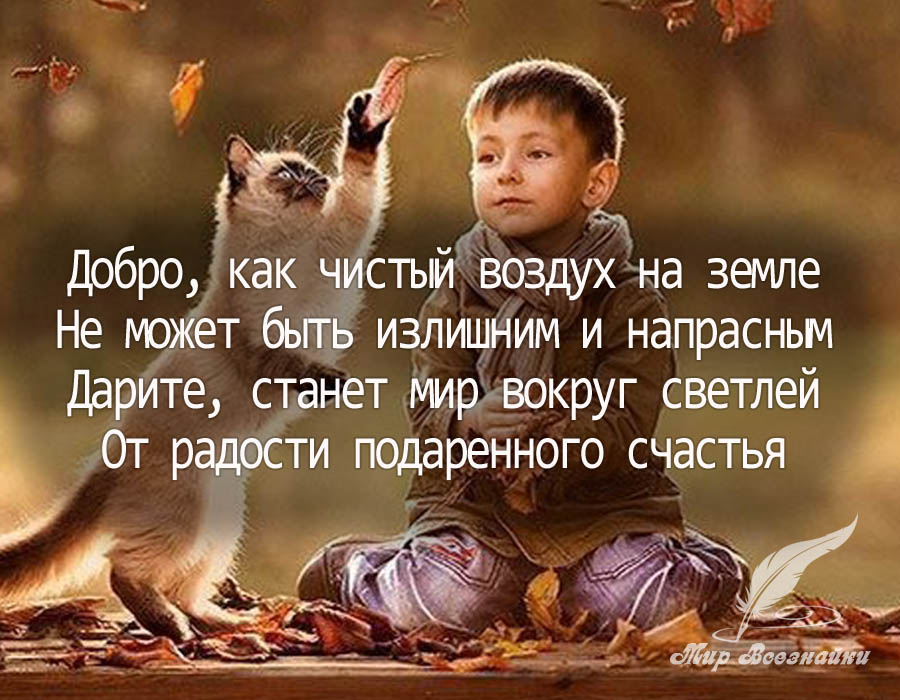 Добро, как чистый воздух на земле
Не может быть излишним и напрасным
Дарите, станет мир вокруг светлей
От радости подаренного счастья
Мир Всезнайки